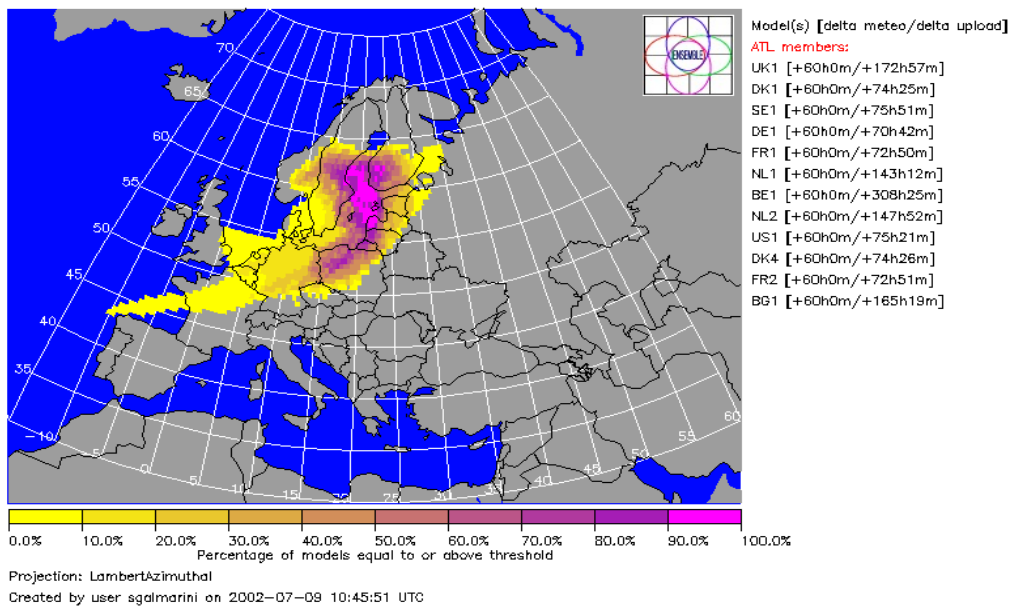 Model(s) [delta meteo/delta upload]
ATL members:
UK1 [+60h0m/+172h57m]
DK1 [+60h0m/+74h25m]
SE1 [+60h0m/+75h51m]
DE1 [+60h0m/+70h42m]
FR1 [+60h0m/+72h50m]
NL1 [+60h0m/+143h12m]
BE1 [+60h0m/+308h25m]
NL2 [+60h0m/+147h52m]
US1 [+60h0m/+75h21m]
DK4 [+60h0m/+74h26m]
FR2 [+60h0m/+72h51m]
BG1 [+60h0m/+165h19m]
ENSEMBLE
70
65
60
55
50
45
40
35
-10 -5 0 5 10 15 20 25 30 35 40 45 50 55 60
0.0% 10.0% 20.0% 30.0% 40.0% 50.0% 60.0% 70.0% 80.0% 90.0% 100.0%
Percentage of models equal to or above threshold
Projection: LambertAzimuthal
Created by user sgalmarini on 2002-07-09 10:45:51 UTC